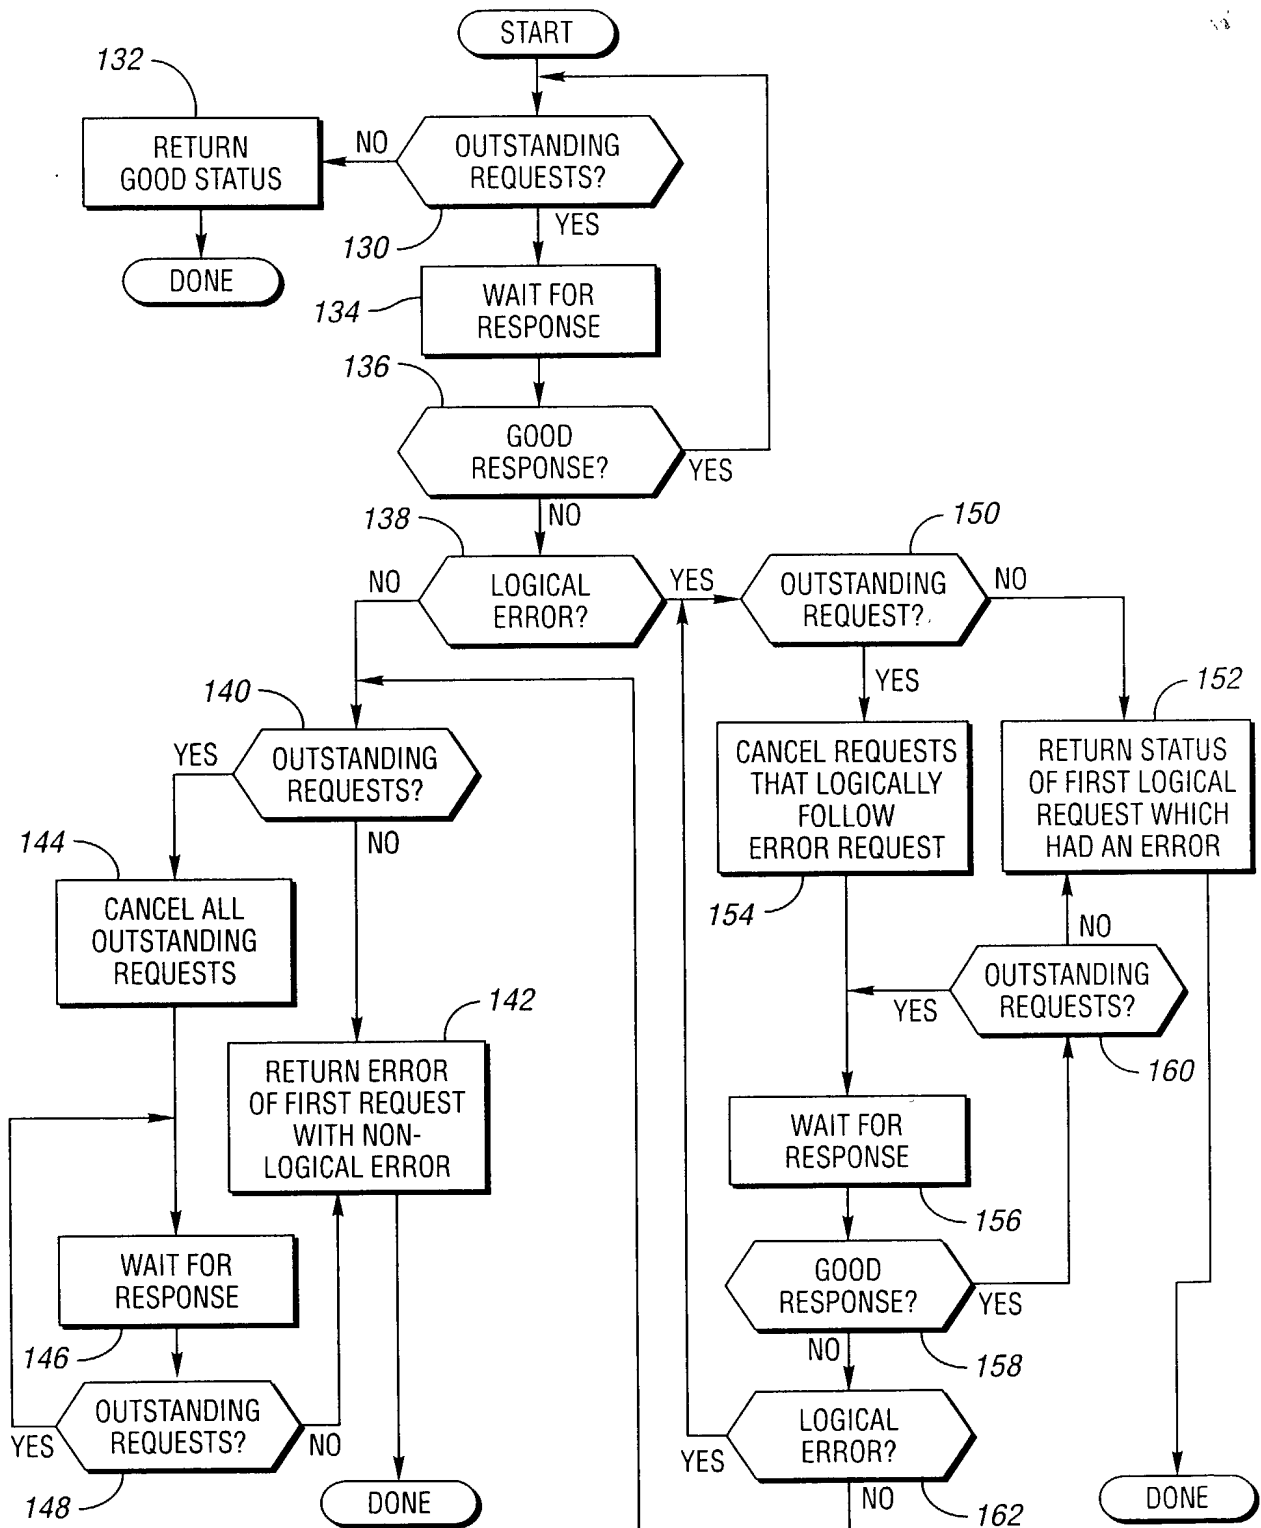 START
132
RETURN
GOOD STATUS
NO
OUTSTANDING
REQUESTS?
130
YES
DONE
134
WAIT FOR
RESPONSE
136
GOOD
RESPONSE?
YES
NO
138
LOGICAL
ERROR?
NO
YES
150
OUTSTANDING
REQUEST?
NO
YES
140
OUTSTANDING
REQUESTS?
YES
NO
152
RETURN STATUS
OF FIRST LOGICAL
REQUEST WHICH
HAD AN ERROR
CANCEL REQUESTS
THAT LOGICALLY
FOLLOW
ERROR REQUEST
154
144
CANCEL ALL
OUTSTANDING
REQUESTS
NO
OUTSTANDING
REQUESTS?
YES
160
142
RETURN ERROR
OF FIRST REQUEST
WITH NON-
LOGICAL ERROR
WAIT FOR
RESPONSE
156
WAIT FOR
RESPONSE
146
GOOD
RESPONSE?
YES
NO
158
OUTSTANDING
REQUESTS?
YES
NO
148
LOGICAL
ERROR?
YES
NO
162
DONE
DONE